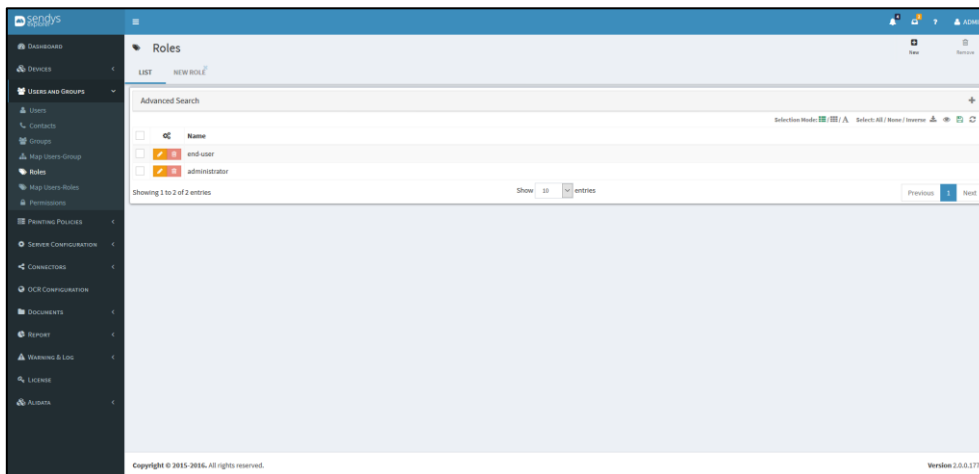 sendys
explorer
4
?
ADMI
DASHBOARD
DEVICES
USERS AND GROUPS
Users
Contacts
Groups
Map Users-Group
Roles
Map Users-Roles
Permissions
PRINTING POLICIES
SERVER CONFIGURATION
CONNECTORS
OCR CONFIGURATION
DOCUMENTS
REPORT
WARNING & LOG
LICENSE
ALIDATA
Roles
New
Remove
LIST
NEW ROLE
Advanced Search
Selection Mode: / / A Select: All / None / Inverse
Name
end-user
administrator
Showing 1 to 2 of 2 entries
Show 10 entries
Previous 1 Next
Copyright © 2015-2016. All rights reserved.
Version 2.0.0.17